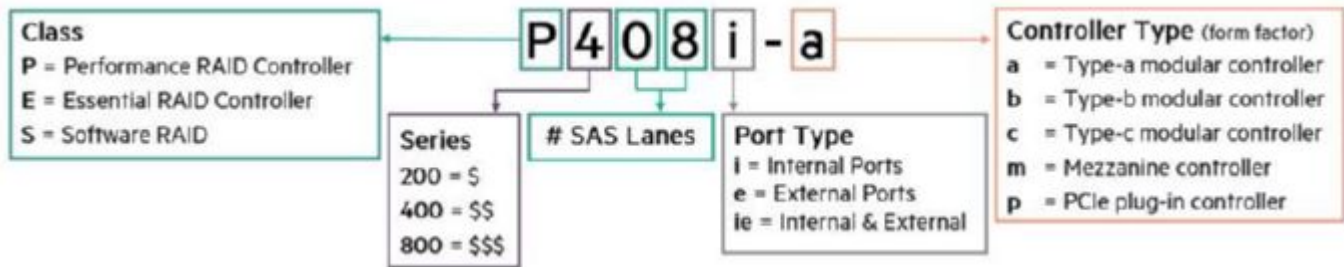 P408i-a
Class
P = Performance RAID Controller
E = Essential RAID Controller
S = Software RAID
Series
200 = $
400 = $$
800 = $$$
# SAS Lanes
Port Type
i = Internal Ports
e = External Ports
ie = Internal & External
Controller Type (form factor)
a = Type-a modular controller
b = Type-b modular controller
c = Type-c modular controller
m = Mezzanine controller
p = PCIe plug-in controller